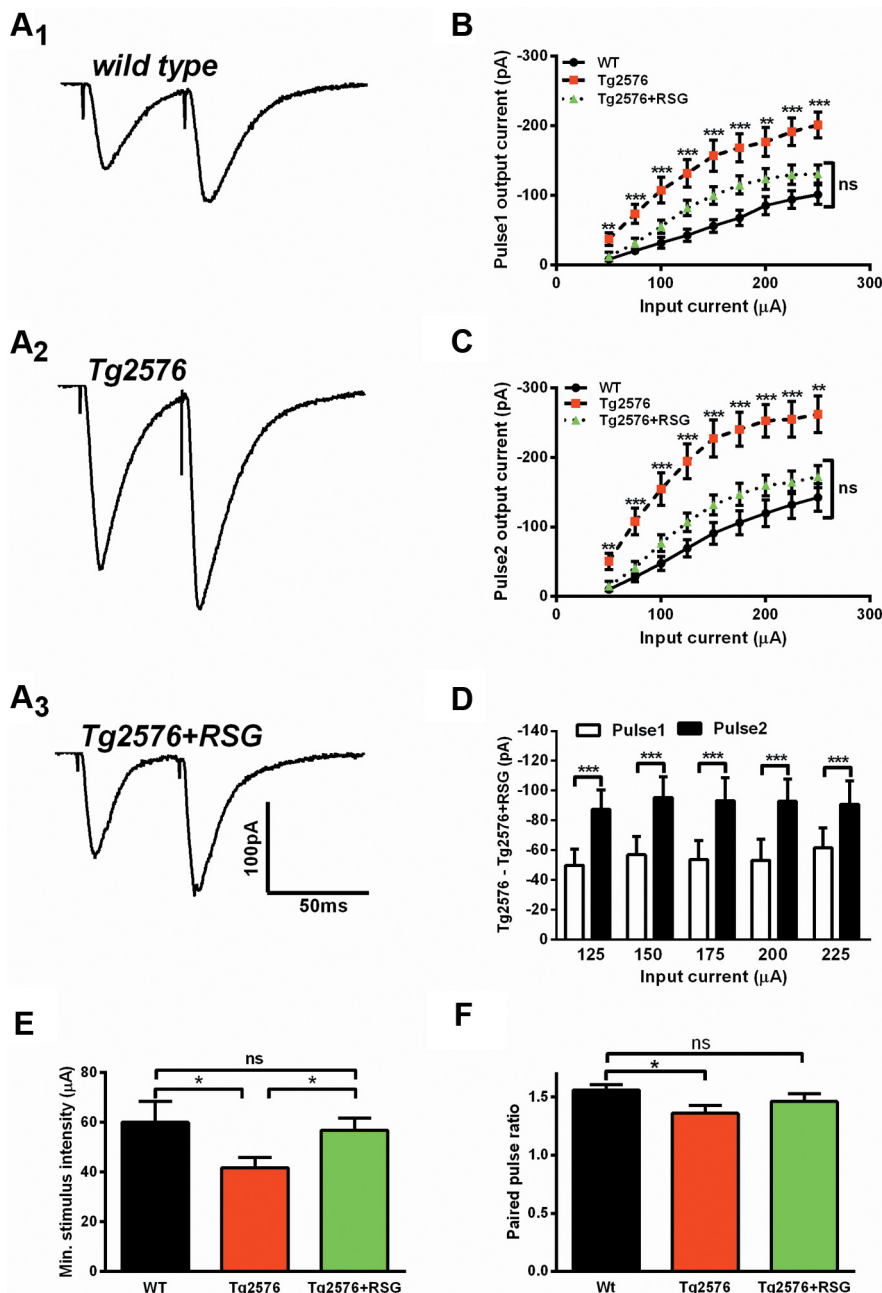 A1
wild type
A2
Tg2576
A3
Tg2576+RSG
100pA
50ms
B
-300
-200
-100
0
Pulse1 output current (pA)
WT
Tg2576
Tg2576+RSG
** *** *** *** *** *** ** *** ***
ns
0 100 200 300
Input current (μA)
C
-300
-200
-100
0
Pulse2 output current (pA)
WT
Tg2576
Tg2576+RSG
** *** *** *** *** *** *** *** **
ns
0 100 200 300
Input current (μA)
D
-140
-120
-100
-80
-60
-40
-20
0
Tg2576 - Tg2576+RSG (pA)
Pulse1 Pulse2
*** *** *** *** ***
125 150 175 200 225
Input current (μA)
E
80
60
40
20
0
Min. stimulus intensity (μA)
ns
* *
WT Tg2576 Tg2576+RSG
F
1.5
1.0
0.5
0.0
Paired pulse ratio
ns
*
Wt Tg2576 Tg2576+RSG